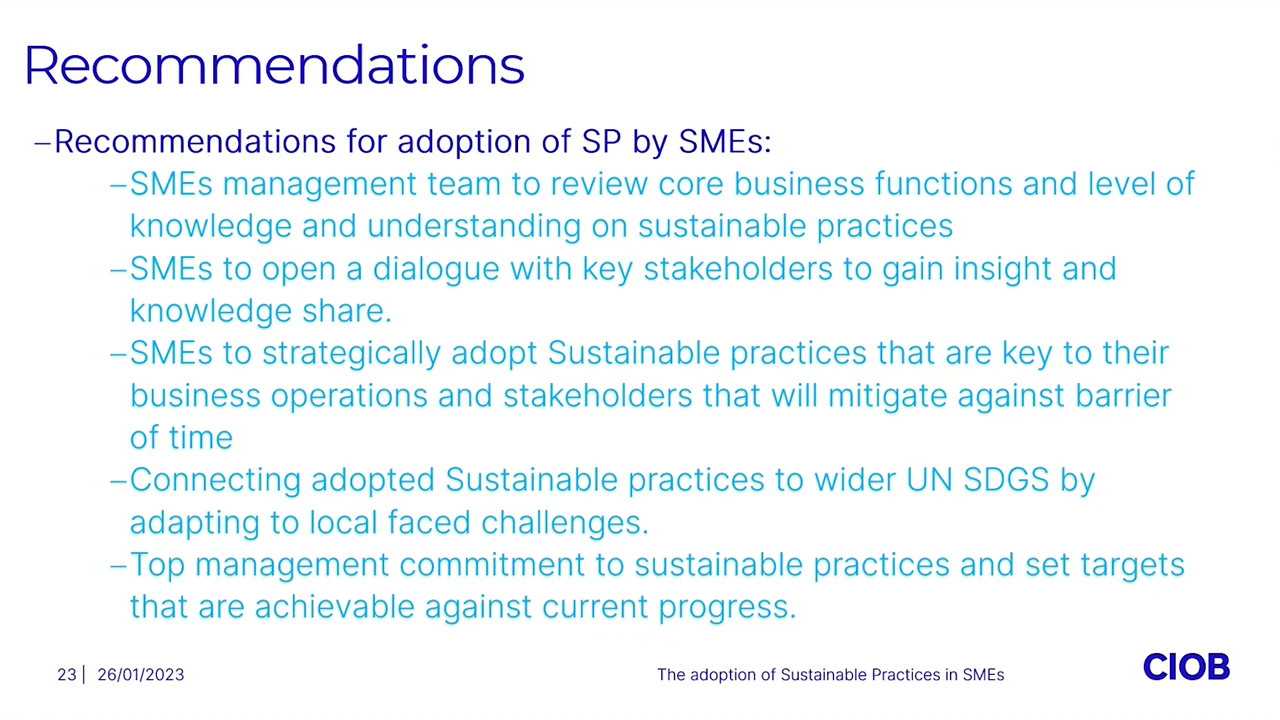 Recommendations
–Recommendations for adoption of SP by SMEs:
–SMEs management team to review core business functions and level of
knowledge and understanding on sustainable practices
–SMEs to open a dialogue with key stakeholders to gain insight and
knowledge share.
–SMEs to strategically adopt Sustainable practices that are key to their
business operations and stakeholders that will mitigate against barrier
of time
–Connecting adopted Sustainable practices to wider UN SDGS by
adapting to local faced challenges.
–Top management commitment to sustainable practices and set targets
that are achievable against current progress.
23 | 26/01/2023
The adoption of Sustainable Practices in SMEs
CIOB